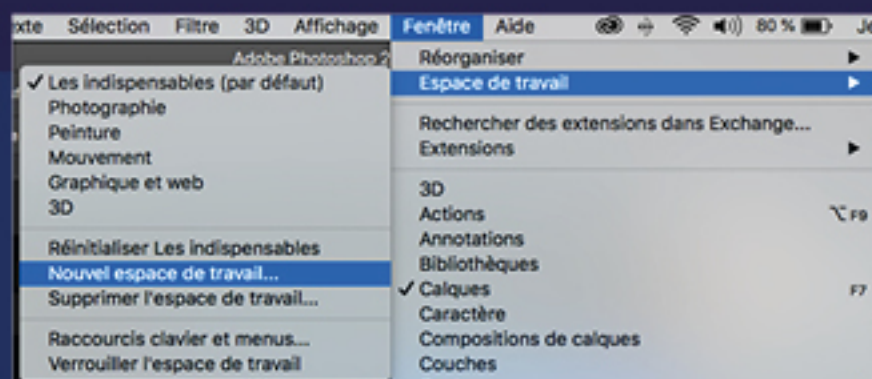 xte Sélection Filtre 3D Affichage Fenêtre Aide 80 % Je
Adobe Photoshop 2
✓ Les indispensables (par défaut)
Photographie
Peinture
Mouvement
Graphique et web
3D
Réinitialiser Les indispensables
Nouvel espace de travail...
Supprimer l'espace de travail...
Raccourcis clavier et menus...
Verrouiller l'espace de travail
Réorganiser
Espace de travail
Rechercher des extensions dans Exchange...
Extensions
3D
Actions ⌥ F9
Annotations
Bibliothèques
✓ Calques F7
Caractère
Compositions de calques
Couches